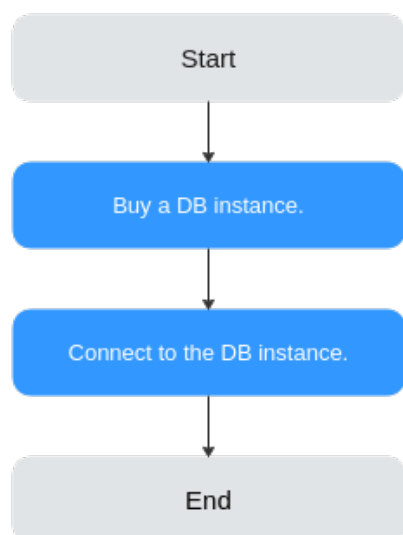 Start
Buy a DB instance.
Connect to the DB instance.
End